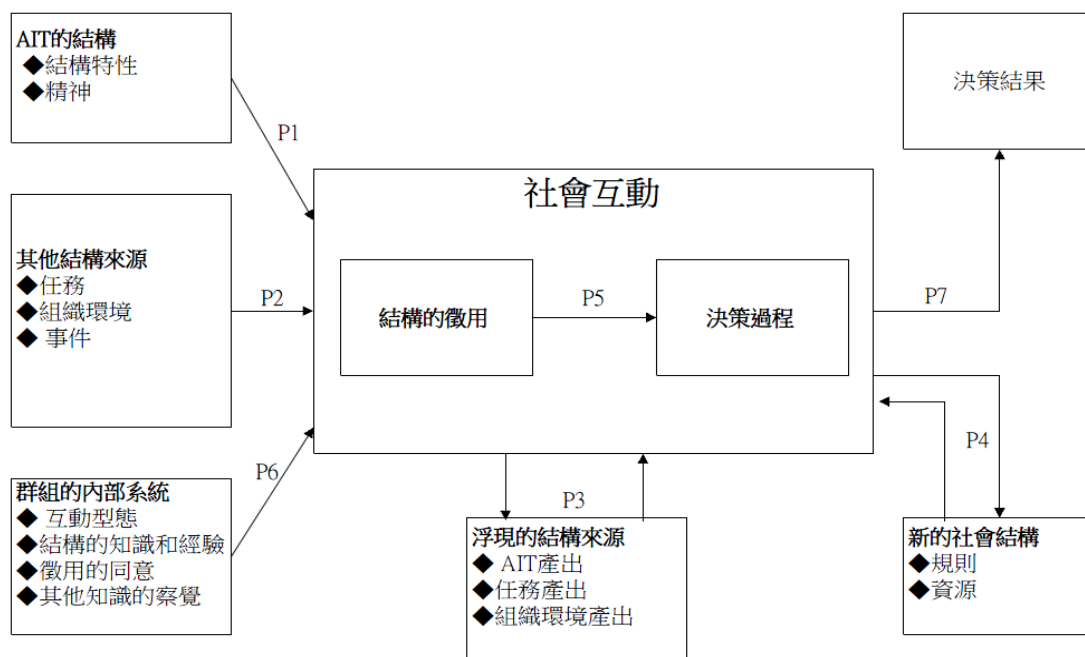 AIT的結構
◆結構特性
◆精神
P1
其他結構來源
◆任務
◆組織環境
◆ 事件
P2
群組的內部系統
◆ 互動型態
◆結構的知識和經驗
◆徵用的同意
◆其他知識的察覺
P6
社會互動
結構的徵用
P5
決策過程
P3
浮現的結構來源
◆ AIT產出
◆任務產出
◆組織環境產出
決策結果
P7
P4
新的社會結構
◆規則
◆資源